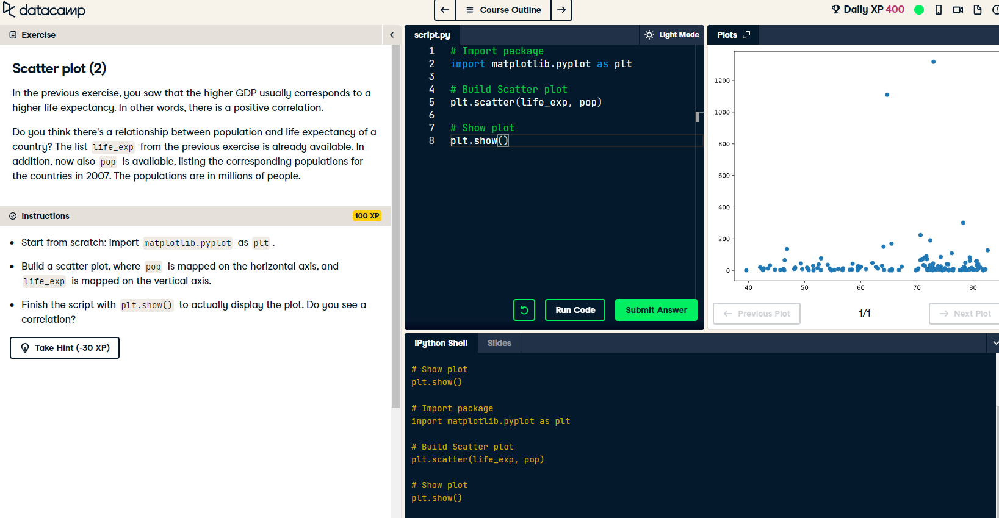 datacamp
Course Outline
Daily XP 400
Exercise
Scatter plot (2)
In the previous exercise, you saw that the higher GDP usually corresponds to a
higher life expectancy. In other words, there is a positive correlation.
Do you think there's a relationship between population and life expectancy of a
country? The list life_exp from the previous exercise is already available. In
addition, now also pop is available, listing the corresponding populations for
the countries in 2007. The populations are in millions of people.
Instructions
100 XP
• Start from scratch: import matplotlib.pyplot as plt .
• Build a scatter plot, where pop is mapped on the horizontal axis, and
life_exp is mapped on the vertical axis.
• Finish the script with plt.show() to actually display the plot. Do you see a
correlation?
Take Hint (-30 XP)
script.py
Light Mode
1 # Import package
2 import matplotlib.pyplot as plt
3
4 # Build Scatter plot
5 plt.scatter(life_exp, pop)
6
7 # Show plot
8 plt.show()
Run Code
Submit Answer
Plots
1200
1000
800
600
400
200
0
40 50 60 70 80
Previous Plot
1/1
Next Plot
IPython Shell
Slides
# Show plot
plt.show()
# Import package
import matplotlib.pyplot as plt
# Build Scatter plot
plt.scatter(life_exp, pop)
# Show plot
plt.show()